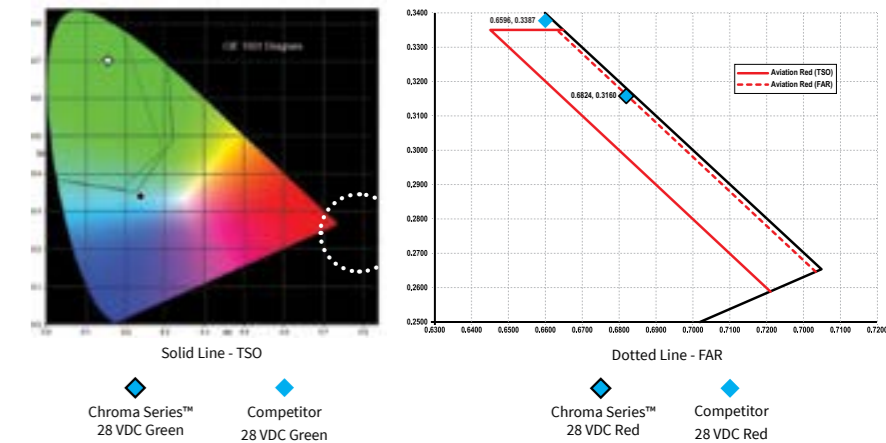 CIE 1931 Diagram
Solid Line - TSO
Chroma Series™
28 VDC Green
Competitor
28 VDC Green
0.3400
0.3200
0.3100
0.3000
0.2900
0.2800
0.2700
0.2600
0.2500
0.6596, 0.3387
0.6824, 0.3160
Aviation Red (TSO)
Aviation Red (FAR)
0.6300
0.6400
0.6500
0.6600
0.6700
0.6800
0.6900
0.7000
0.7100
0.7200
0.7000
0.7100
0.7200
Dotted Line - FAR
Chroma Series™
28 VDC Red
Competitor
28 VDC Red